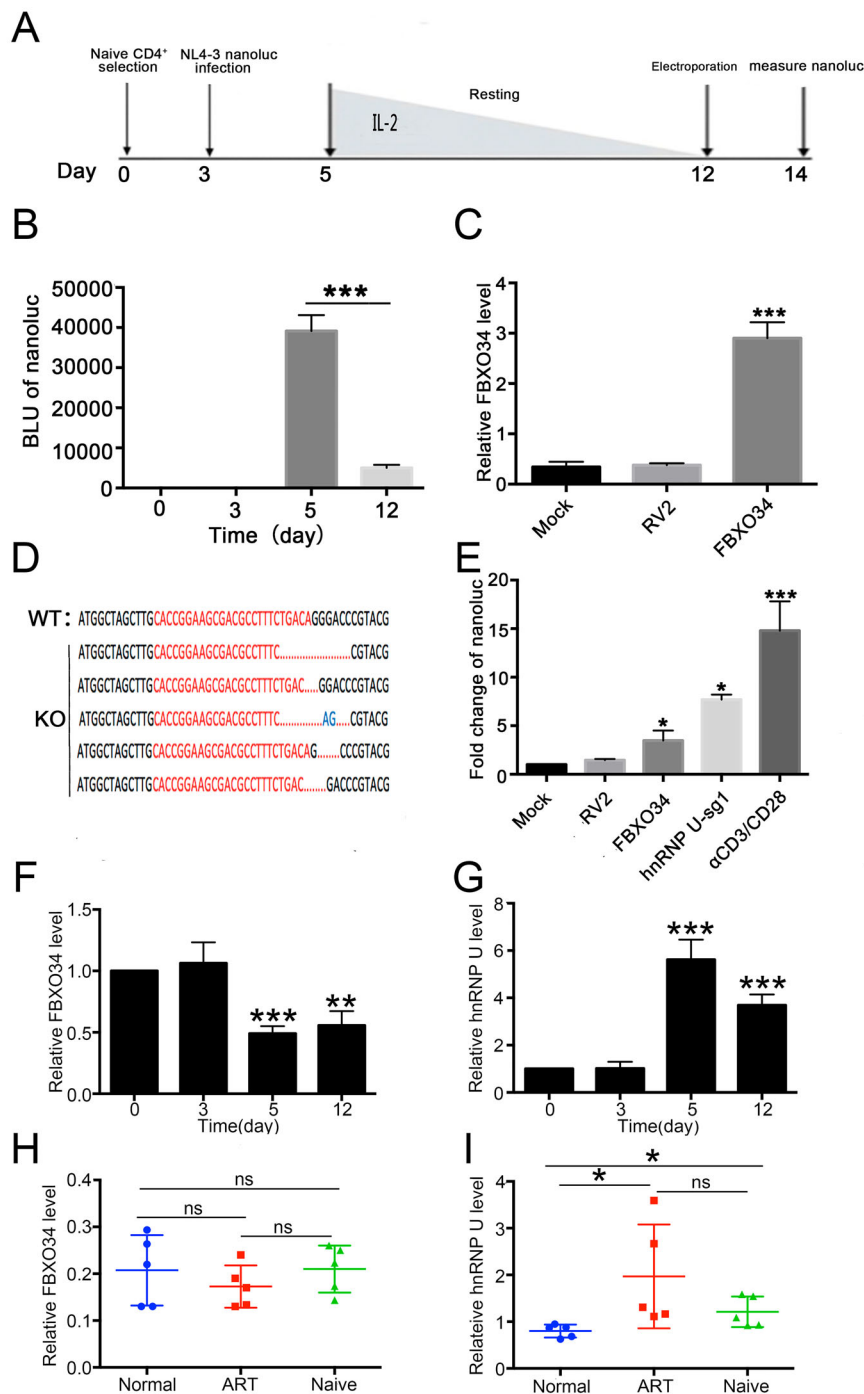 A
Naive CD4+
selection
NL4-3 nanoluc
infection
Electroporation
measure nanoluc
Resting
IL-2
Day
0
3
5
12
14
B
BLU of nanoluc
50000
40000
30000
20000
10000
0
***
0
3
5
12
Time (day)
C
Relative FBXO34 level
4
3
2
1
0
***
Mock
RV2
FBXO34
D
WT: ATGGCTAGCTTGCACCGGAAGCGACGCCTTTCTGACAGGGACCCGTACG
KO
ATGGCTAGCTTGCACCGGAAGCGACGCCTTTC........................CGTACG
ATGGCTAGCTTGCACCGGAAGCGACGCCTTTCTGAC.....GGACCCGTACG
ATGGCTAGCTTGCACCGGAAGCGACGCCTTTC...............AG.....CGTACG
ATGGCTAGCTTGCACCGGAAGCGACGCCTTTCTGACAG........CCCGTACG
ATGGCTAGCTTGCACCGGAAGCGACGCCTTTCTGAC........GACCCGTACG
E
Fold change of nanoluc
20
15
10
5
0
*
*
***
Mock
RV2
FBXO34
hnRNP U-sg1
αCD3/CD28
F
Relative FBXO34 level
1.5
1.0
0.5
0.0
***
**
0
3
5
12
Time(day)
G
Relative hnRNP U level
8
6
4
2
0
***
***
0
3
5
12
Time(day)
H
Relative FBXO34 level
0.4
0.3
0.2
0.1
0.0
ns
ns
ns
Normal
ART
Naive
I
Relateive hnRNP U level
4
3
2
1
0
*
*
ns
Normal
ART
Naive